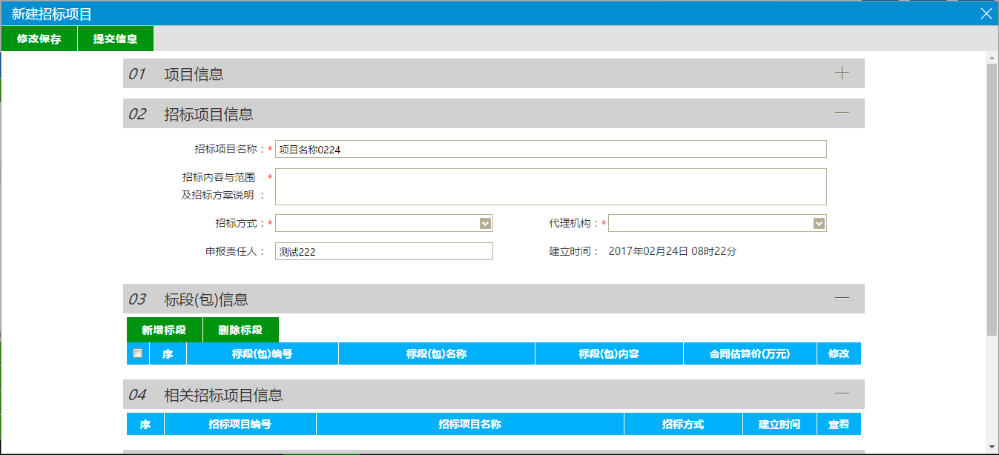 新建招标项目
修改保存 提交信息
01 项目信息
02 招标项目信息
招标项目名称：* 项目名称0224
招标内容与范围 *
及招标方案说明 ：
招标方式：* 代理机构：*
申报责任人： 测试222 建立时间： 2017年02月24日 08时22分
03 标段(包)信息
新增标段 删除标段
序 标段(包)编号 标段(包)名称 标段(包)内容 合同估算价(万元) 修改
04 相关招标项目信息
序 招标项目编号 招标项目名称 招标方式 建立时间 查看